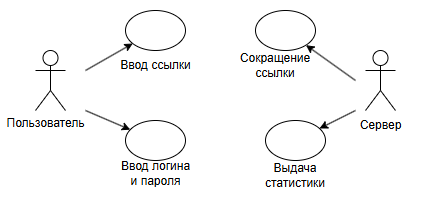 Ввод ссылки
Сокращение
ссылки
Пользователь
Сервер
Ввод логина
и пароля
Выдача
статистики